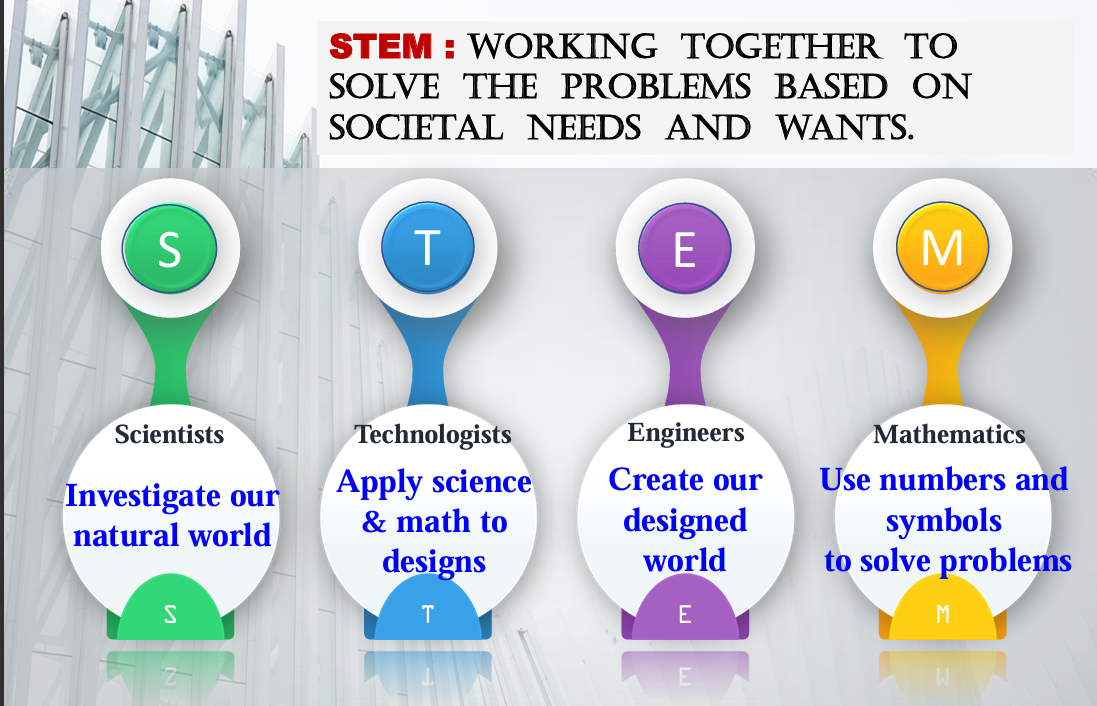 STEM : WORKING TOGETHER TO
SOLVE THE PROBLEMS BASED ON
SOCIETAL NEEDS AND WANTS.
S
T
E
M
Scientists
Investigate our
natural world
Technologists
Apply science
& math to
designs
Engineers
Create our
designed
world
Mathematics
Use numbers and
symbols
to solve problems
S
T
E
M